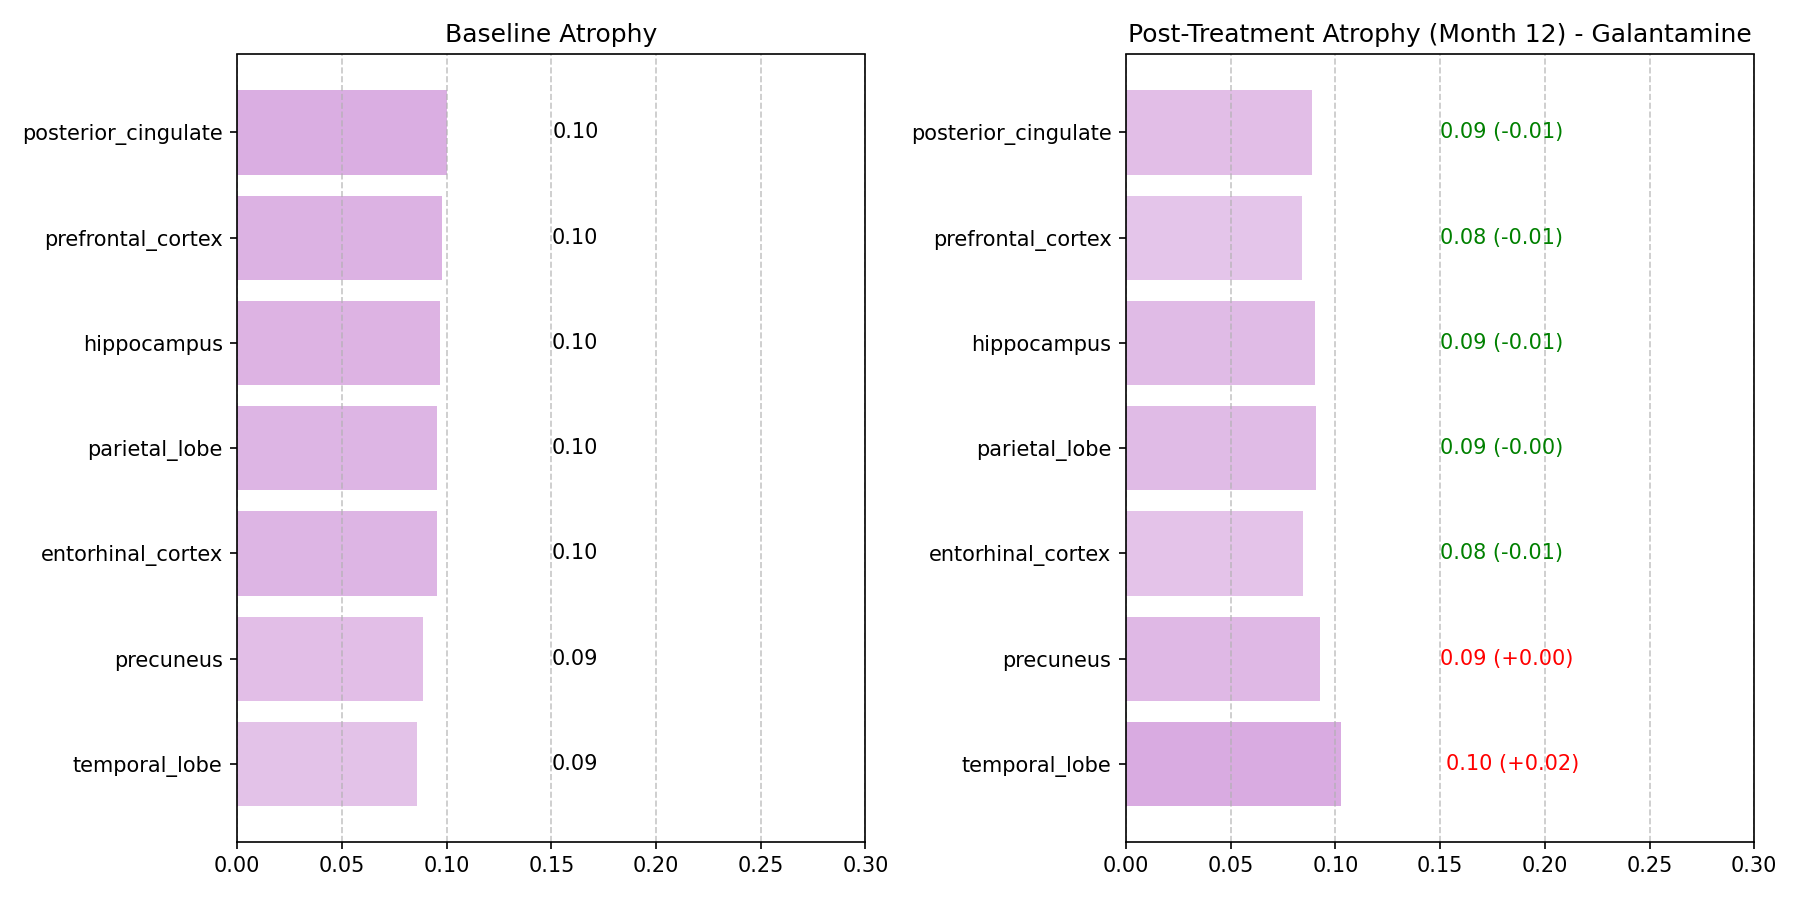 Baseline Atrophy
posterior_cingulate 0.10
prefrontal_cortex 0.10
hippocampus 0.10
parietal_lobe 0.10
entorhinal_cortex 0.10
precuneus 0.09
temporal_lobe 0.09
0.00 0.05 0.10 0.15 0.20 0.25 0.30
Post-Treatment Atrophy (Month 12) - Galantamine
posterior_cingulate 0.09 (-0.01)
prefrontal_cortex 0.08 (-0.01)
hippocampus 0.09 (-0.01)
parietal_lobe 0.09 (-0.00)
entorhinal_cortex 0.08 (-0.01)
precuneus 0.09 (+0.00)
temporal_lobe 0.10 (+0.02)
0.00 0.05 0.10 0.15 0.20 0.25 0.30